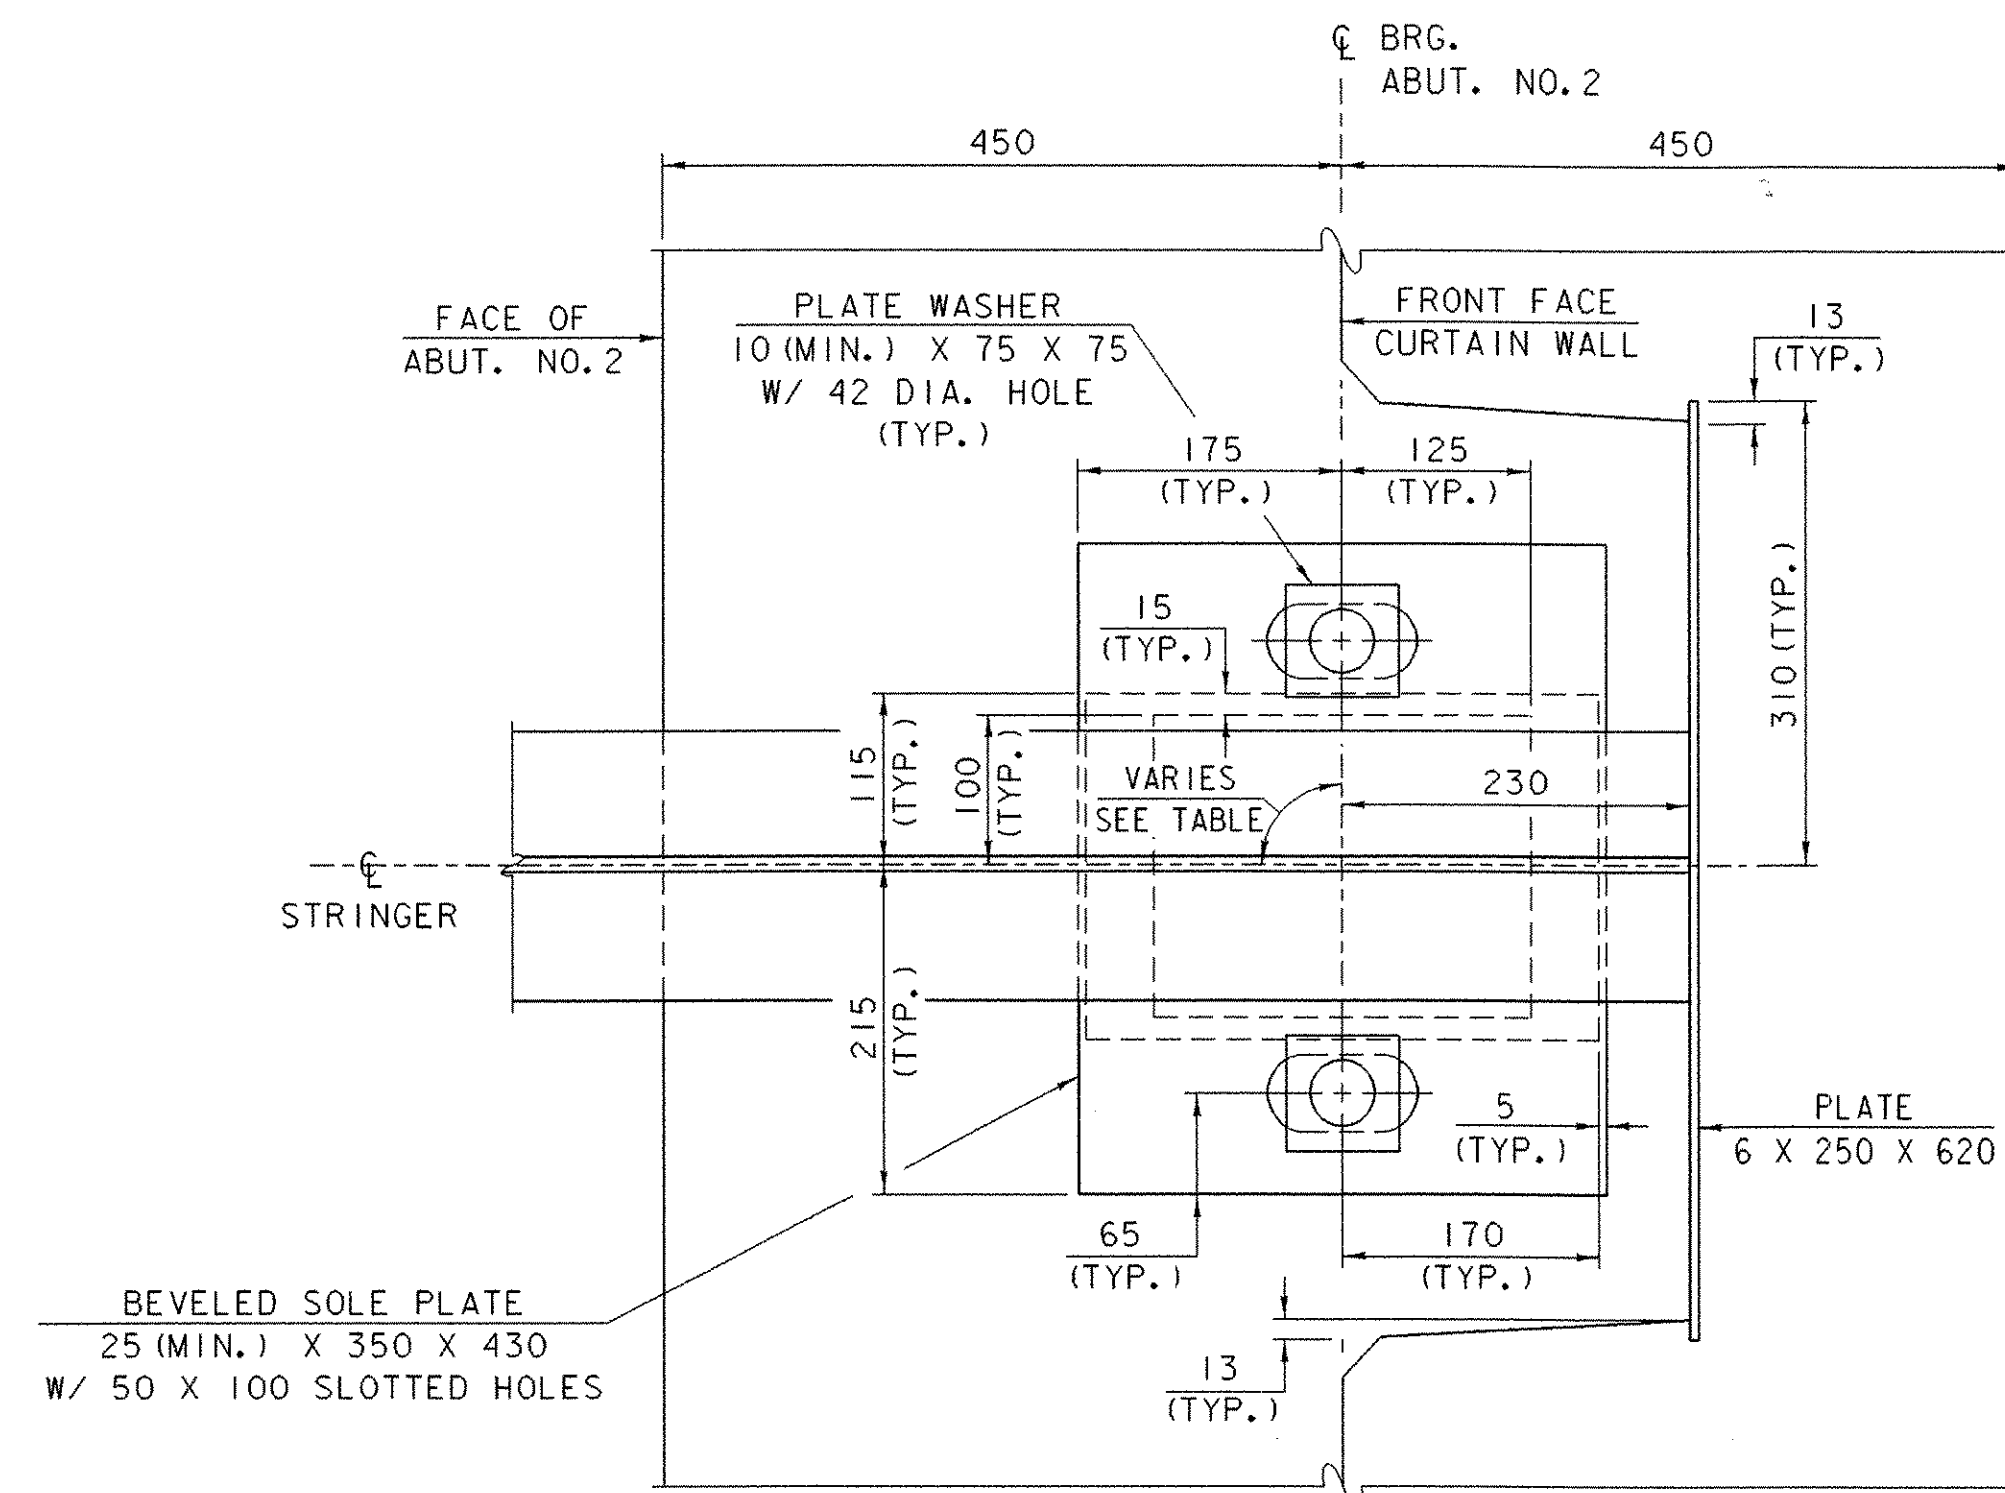 ℄ BRG.
ABUT. NO. 2
450
450
FACE OF
ABUT. NO. 2
PLATE WASHER
10 (MIN.) X 75 X 75
W/ 42 DIA. HOLE
(TYP.)
FRONT FACE
CURTAIN WALL
13
(TYP.)
175
(TYP.)
125
(TYP.)
15
(TYP.)
310 (TYP.)
115
(TYP.)
100
(TYP.)
VARIES
SEE TABLE
230
℄
STRINGER
215
(TYP.)
5
(TYP.)
PLATE
6 X 250 X 620
65
(TYP.)
170
(TYP.)
BEVELED SOLE PLATE
25 (MIN.) X 350 X 430
W/ 50 X 100 SLOTTED HOLES
13
(TYP.)